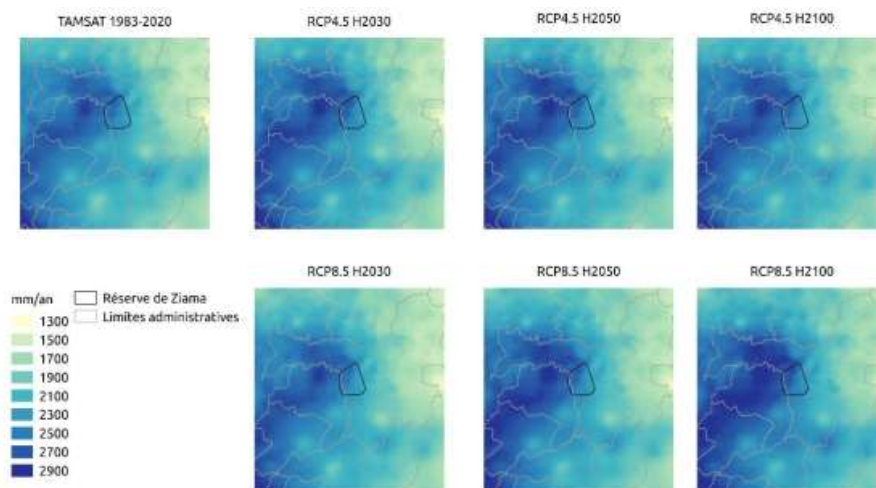 TAMSAT 1983-2020
RCP4.5 H2030
RCP4.5 H2050
RCP4.5 H2100
RCP8.5 H2030
RCP8.5 H2050
RCP8.5 H2100
mm/an
Réserve de Ziama
Limites administratives
1300
1500
1700
1900
2100
2300
2500
2700
2900